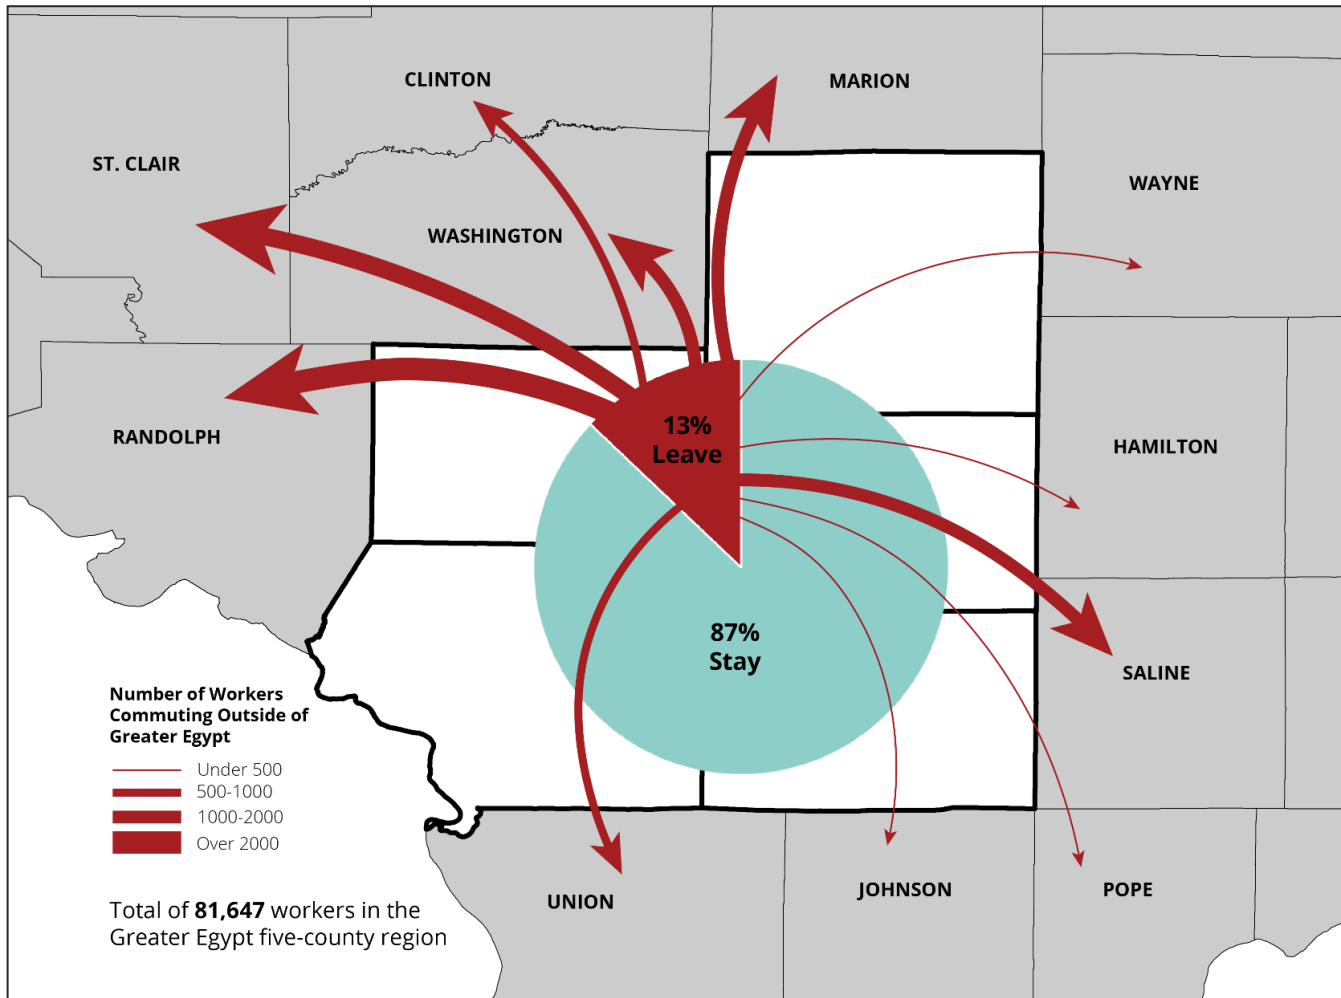 CLINTON
MARION
ST. CLAIR
WAYNE
WASHINGTON
RANDOLPH
HAMILTON
13%
Leave
87%
Stay
SALINE
Number of Workers
Commuting Outside of
Greater Egypt
Under 500
500-1000
1000-2000
Over 2000
UNION
JOHNSON
POPE
Total of 81,647 workers in the
Greater Egypt five-county region